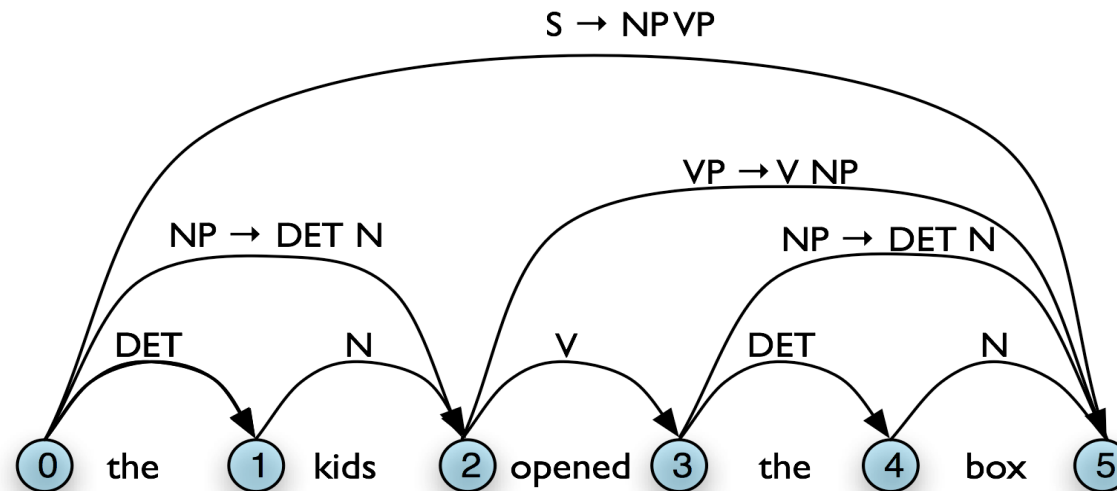 S → NP VP
VP → V NP
NP → DET N
NP → DET N
DET N V DET N
0 the 1 kids 2 opened 3 the 4 box 5